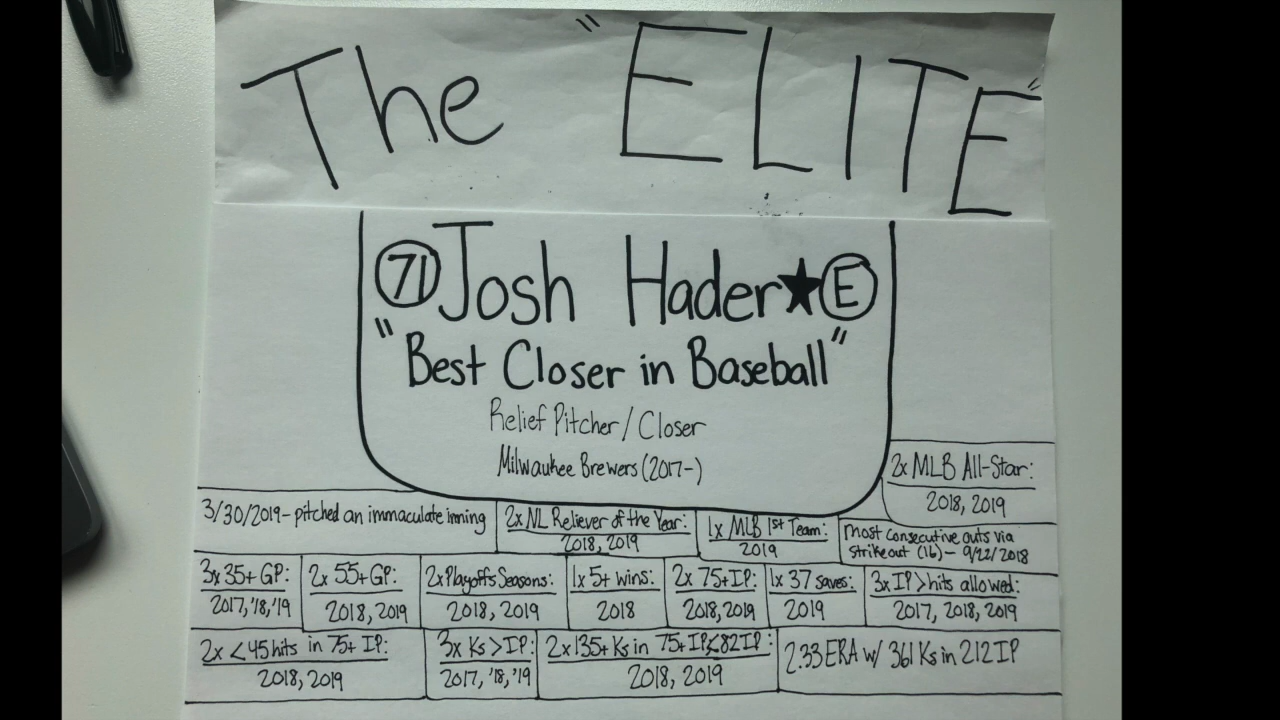 The "ELITE"
71 Josh Hader★ E
"Best Closer in Baseball"
Relief Pitcher/Closer
Milwaukee Brewers (2017-)
2x MLB All-Star:
2018, 2019
3/30/2019- pitched an immaculate inning
2x NL Reliever of the Year:
2018, 2019
1x MLB 1st Team:
2019
most consecutive outs via
strikeout (16)- 9/22/2018
3x 35+ GP:
2017, '18, '19
2x 55+ GP:
2018, 2019
2x Playoffs Seasons:
2018, 2019
1x 5+ wins:
2018
2x 75+ IP:
2018, 2019
1x 37 saves:
2019
3x IP > hits allowed:
2017, 2018, 2019
2x <45 hits in 75+ IP:
2018, 2019
3x Ks > IP:
2017, '18, '19
2x 135+ Ks in 75+ IP, <82 IP:
2018, 2019
2.33 ERA w/ 361 Ks in 212 IP